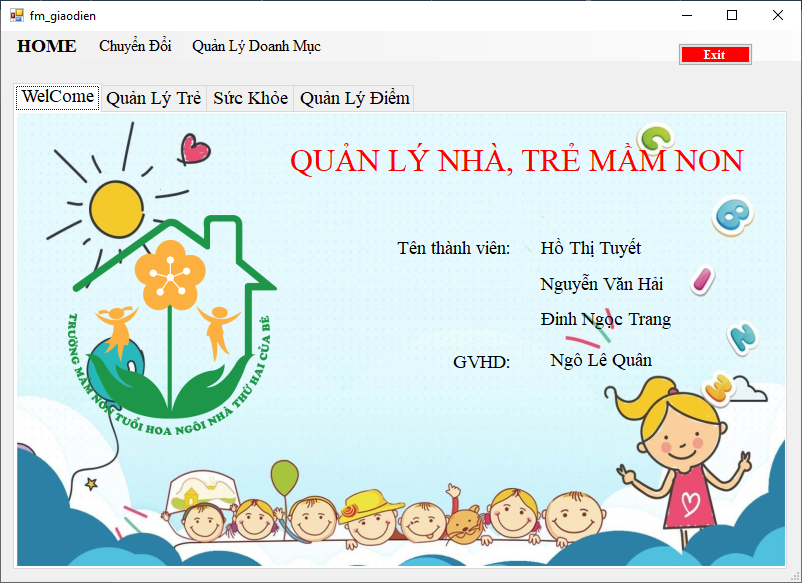 fm_giaodien
HOME Chuyển Đổi Quản Lý Doanh Mục
Exit
WelCome Quản Lý Trẻ Sức Khỏe Quản Lý Điểm
QUẢN LÝ NHÀ, TRẺ MẦM NON
Tên thành viên: Hồ Thị Tuyết
Nguyễn Văn Hải
Đinh Ngọc Trang
GVHD: Ngô Lê Quân
TRƯỜNG MẦM NON TUỔI HOA NGÔI NHÀ THỨ HAI CỦA BÉ